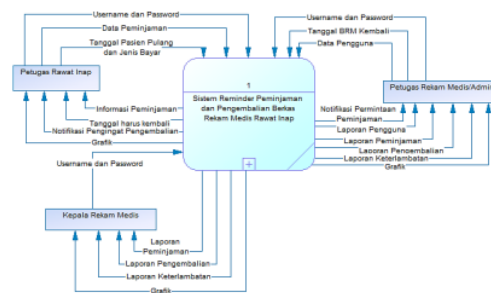 Username dan Password
Data Peminjaman
Tanggal Pasien Pulang
dan Jenis Bayar
Petugas Rawat Inap
Informasi Peminjaman
Tanggal harus kembali
Notifikasi Pengingat Pengembalian
Grafik
1
Sistem Reminder Peminjaman
dan Pengembalian Berkas
Rekam Medis Rawat Inap
Username dan Password
Tanggal BRM Kembali
Data Pengguna
Petugas Rekam Medis/Admin
Notifikasi Permintaan
Peminjaman
Laporan Pengguna
Laporan Peminjaman
Laporan Pengembalian
Laporan Keterlambatan
Grafik
Username dan Password
Kepala Rekam Medis
Laporan
Peminjaman
Laporan Pengembalian
Laporan Keterlambatan
Grafik